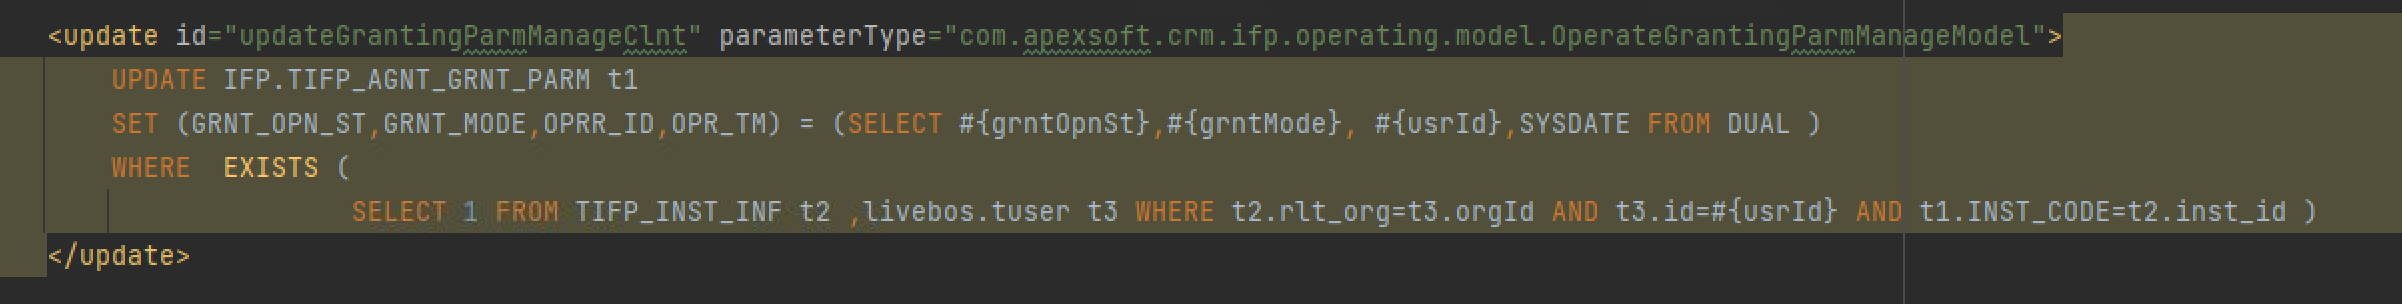 <update id="updateGrantingParmManageClnt" parameterType="com.apexsoft.crm.ifp.operating.model.OperateGrantingParmManageModel">
UPDATE IFP.TIFP_AGNT_GRNT_PARM t1
SET (GRNT_OPN_ST,GRNT_MODE,OPRR_ID,OPR_TM) = (SELECT #{grntOpnSt},#{grntMode}, #{usrId},SYSDATE FROM DUAL )
WHERE  EXISTS (
SELECT 1 FROM TIFP_INST_INF t2 ,livebos.tuser t3 WHERE t2.rlt_org=t3.orgId AND t3.id=#{usrId} AND t1.INST_CODE=t2.inst_id )
</update>